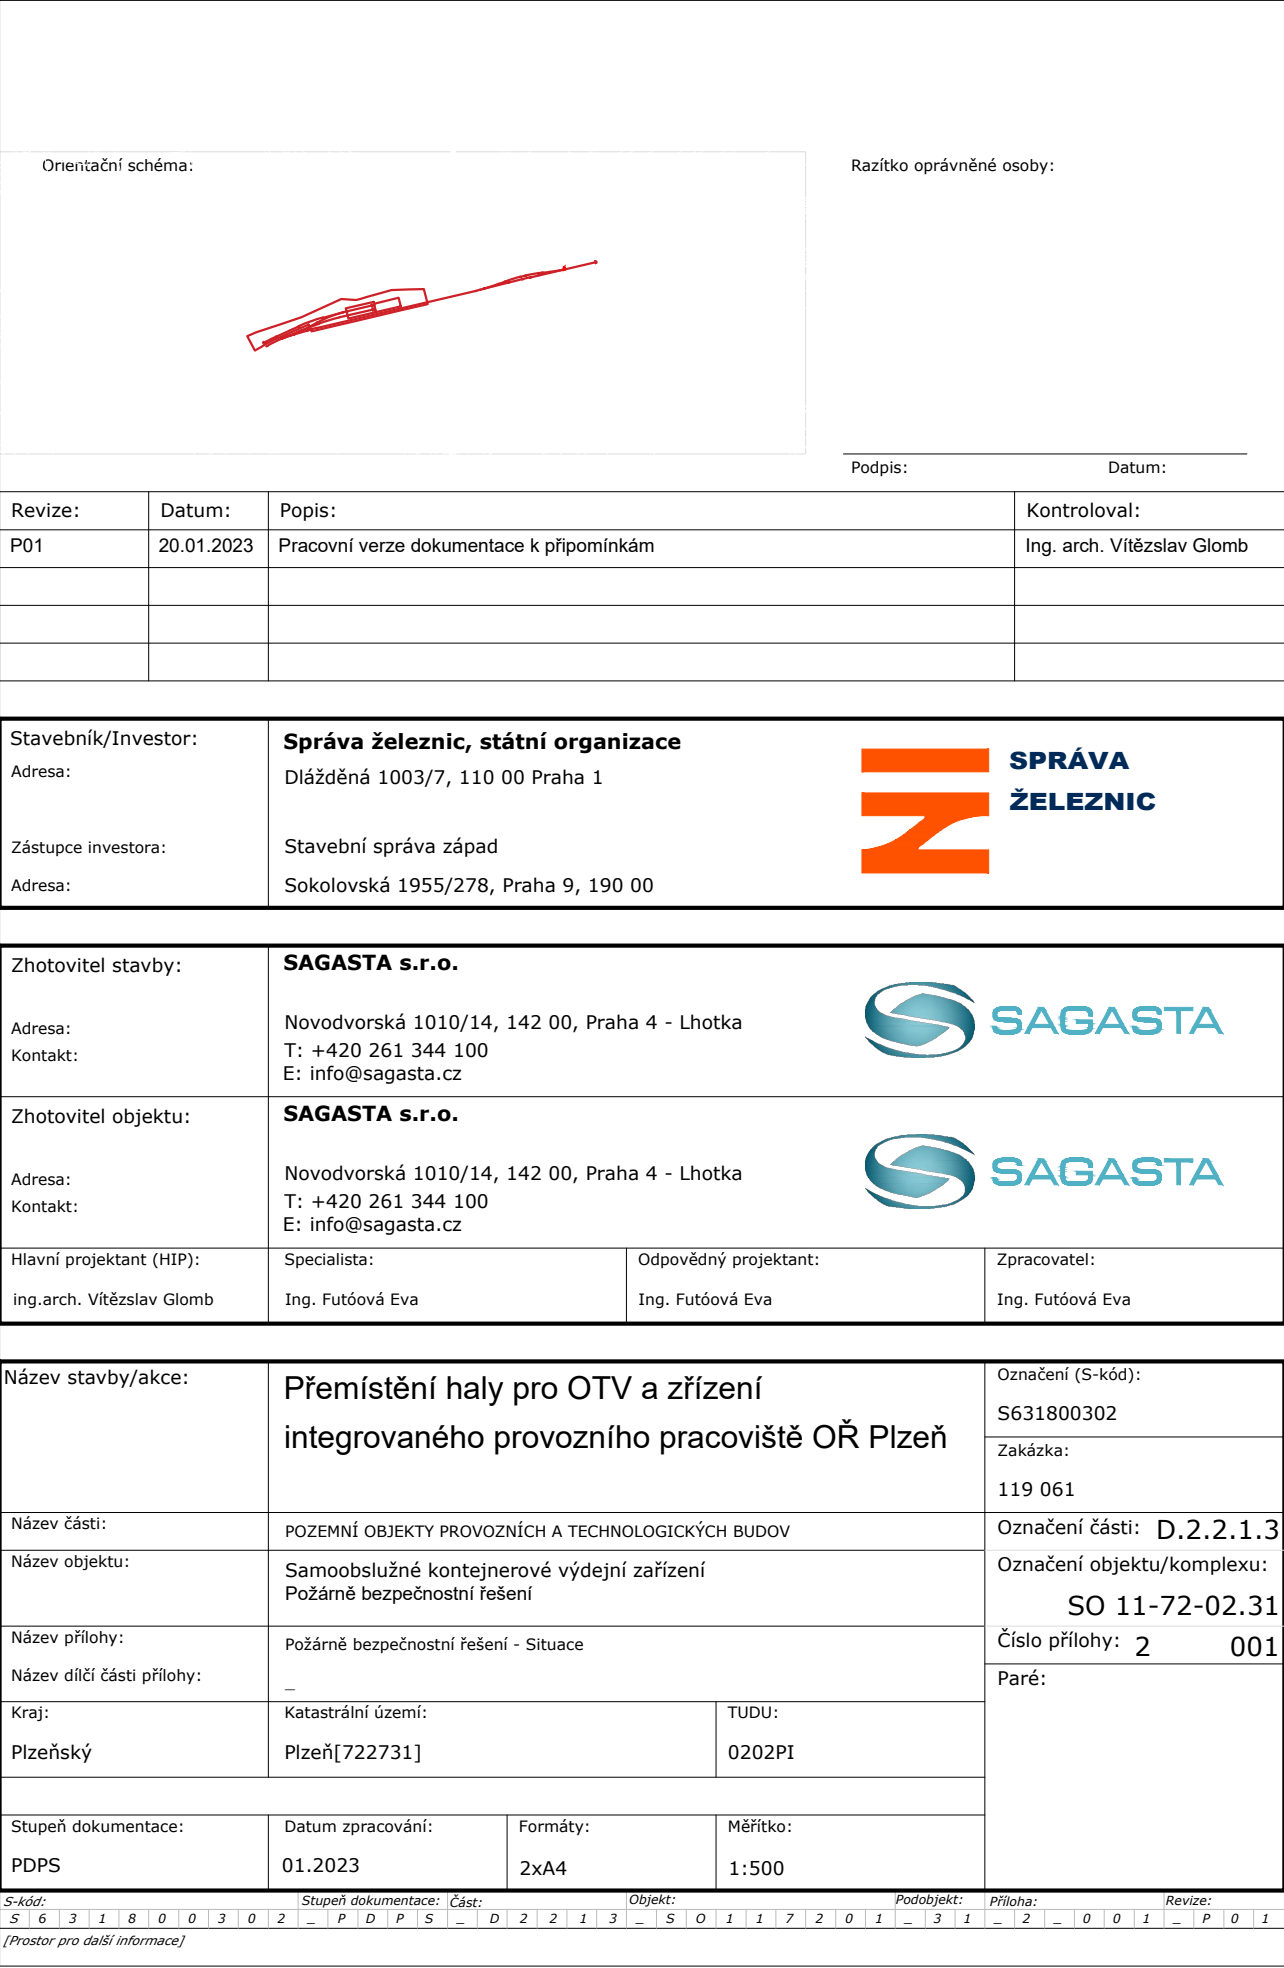 Orientační schéma:
Razítko oprávněné osoby:
Podpis: Datum:
Revize: Datum: Popis: Kontroloval:
P01 20.01.2023 Pracovní verze dokumentace k připomínkám Ing. arch. Vítězslav Glomb
Stavebník/Investor: Správa železnic, státní organizace
Adresa: Dlážděná 1003/7, 110 00 Praha 1
SPRÁVA
ŽELEZNIC
Zástupce investora: Stavební správa západ
Adresa: Sokolovská 1955/278, Praha 9, 190 00
Zhotovitel stavby: SAGASTA s.r.o.
Adresa: Novodvorská 1010/14, 142 00, Praha 4 - Lhotka
Kontakt: T: +420 261 344 100
E: info@sagasta.cz
SAGASTA
Zhotovitel objektu: SAGASTA s.r.o.
Adresa: Novodvorská 1010/14, 142 00, Praha 4 - Lhotka
Kontakt: T: +420 261 344 100
E: info@sagasta.cz
SAGASTA
Hlavní projektant (HIP): Specialista: Odpovědný projektant: Zpracovatel:
ing.arch. Vítězslav Glomb Ing. Futóová Eva Ing. Futóová Eva Ing. Futóová Eva
Název stavby/akce: Přemístění haly pro OTV a zřízení
integrovaného provozního pracoviště OŘ Plzeň
Označení (S-kód):
S631800302
Zakázka:
119 061
Název části: POZEMNÍ OBJEKTY PROVOZNÍCH A TECHNOLOGICKÝCH BUDOV
Označení části: D.2.2.1.3
Název objektu: Samoobslužné kontejnerové výdejní zařízení
Požárně bezpečnostní řešení
Označení objektu/komplexu:
SO 11-72-02.31
Název přílohy: Požárně bezpečnostní řešení - Situace
Číslo přílohy: 2 001
Název dílčí části přílohy: _
Paré:
Kraj: Katastrální území: TUDU:
Plzeňský Plzeň[722731] 0202PI
Stupeň dokumentace: Datum zpracování: Formáty: Měřítko:
PDPS 01.2023 2xA4 1:500
S-kód: Stupeň dokumentace: Část: Objekt: Podobjekt: Příloha: Revize:
S 6 3 1 8 0 0 3 0 2 _ P D P S _ D 2 2 1 3 _ S O 1 1 7 2 0 1 _ 3 1 _ 2 _ 0 0 1 _ P 0 1
[Prostor pro další informace]